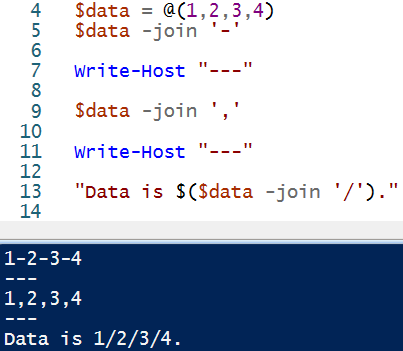 4 $data = @(1,2,3,4)
5 $data -join '-'
6
7 Write-Host "---"
8
9 $data -join ','
10
11 Write-Host "---"
12
13 "Data is $($data -join '/')."
14
1-2-3-4
---
1,2,3,4
---
Data is 1/2/3/4.